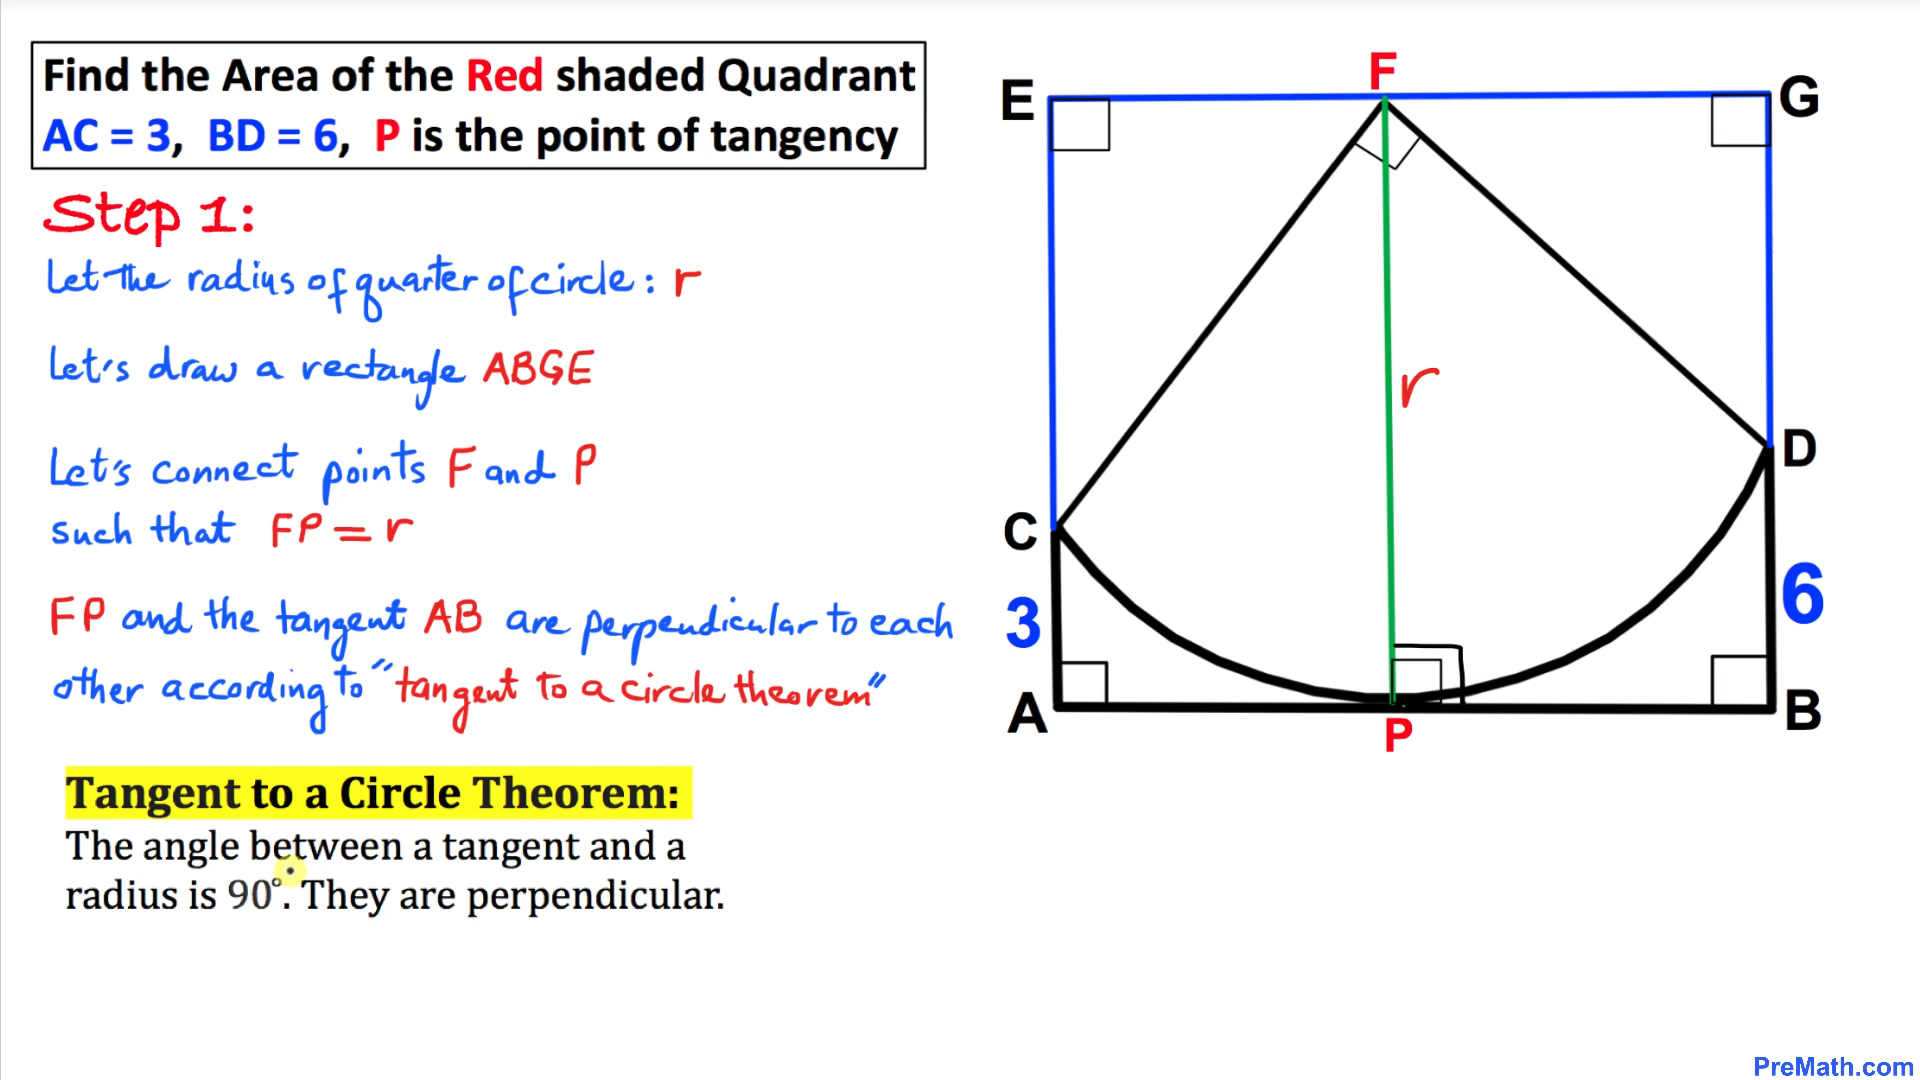 Find the Area of the Red shaded Quadrant
AC = 3, BD = 6, P is the point of tangency
Step 1:
Let the radius of quarter of circle: r
Let's draw a rectangle ABGE
Let's connect points F and P
such that FP = r
FP and the tangent AB are perpendicular to each
other according to "tangent to a circle theorem"
Tangent to a Circle Theorem:
The angle between a tangent and a
radius is 90°. They are perpendicular.
F
E
G
r
D
C
3
6
A
B
P
PreMath.com